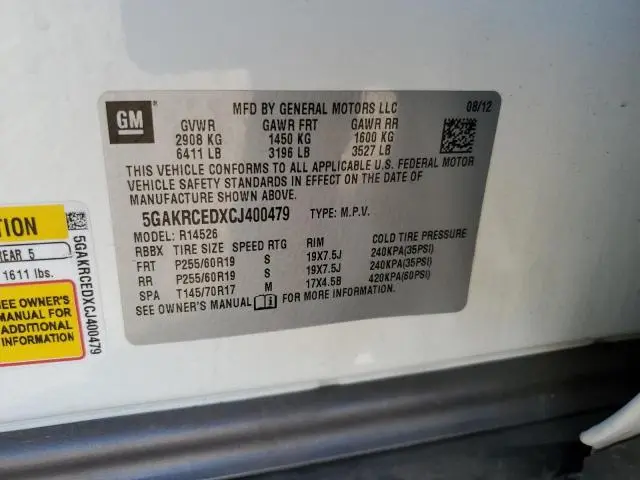 GM
MFD BY GENERAL MOTORS LLC 08/12
GVWR GAWR FRT GAWR RR
2908 KG 1450 KG 1600 KG
6411 LB 3196 LB 3527 LB
THIS VEHICLE CONFORMS TO ALL APPLICABLE U.S. FEDERAL MOTOR
VEHICLE SAFETY STANDARDS IN EFFECT ON THE DATE OF
MANUFACTURE SHOWN ABOVE.
5GAKRCEDXCJ400479 TYPE: M.P.V.
MODEL: R14526
RBBX TIRE SIZE SPEED RTG RIM COLD TIRE PRESSURE
FRT P255/60R19 S 19X7.5J 240KPA(35PSI)
RR P255/60R19 S 19X7.5J 240KPA(35PSI)
SPA T145/70R17 M 17X4.5B 420KPA(60PSI)
SEE OWNER'S MANUAL FOR MORE INFORMATION.
TION
REAR 5
1611 lbs.
SEE OWNER'S
MANUAL FOR
ADDITIONAL
INFORMATION
5GAKRCEDXCJ400479